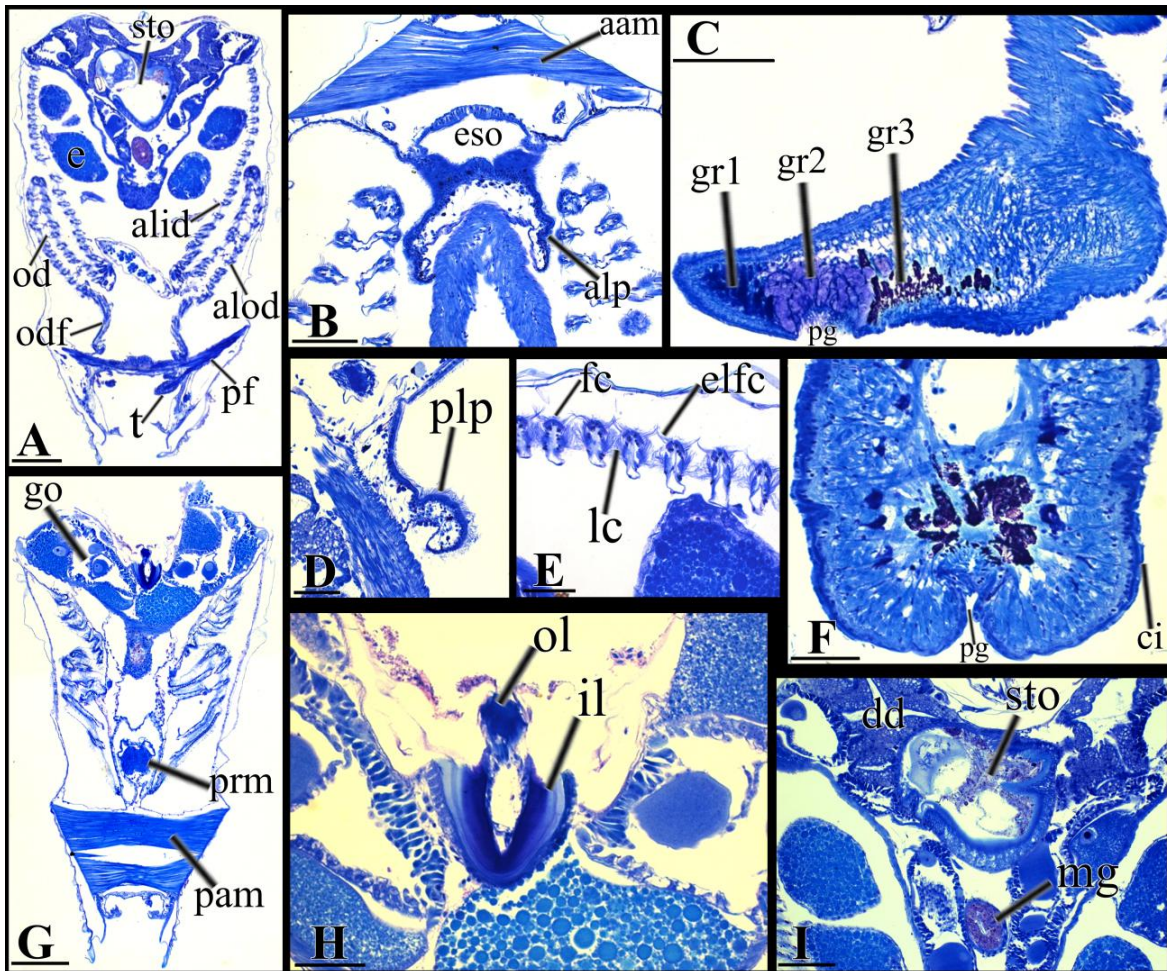 sto
e
alid
od
alod
odf
pf
t
A
aam
eso
alp
B
C
gr1
gr2
gr3
pg
plp
D
fc
elfc
lc
E
pg
ci
F
go
prm
pam
G
ol
il
H
dd
sto
mg
I